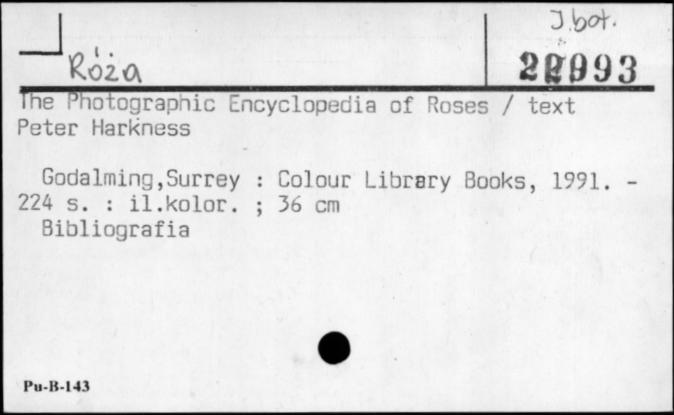 J.bot.
Róża
22993
The Photographic Encyclopedia of Roses / text
Peter Harkness
Godalming,Surrey : Colour Library Books, 1991. -
224 s. : il.kolor. ; 36 cm
Bibliografia
Pu-B-143